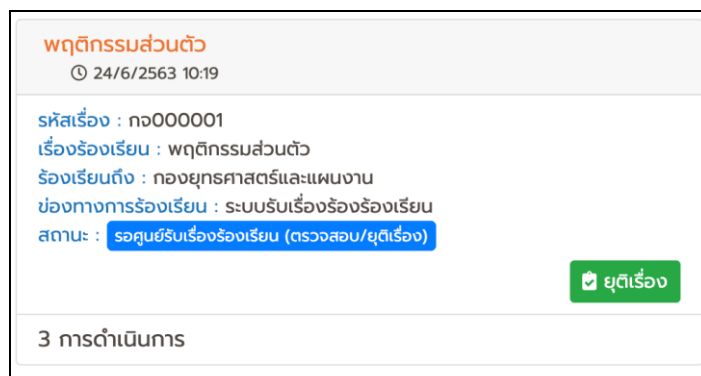 พฤติกรรมส่วนตัว
24/6/2563 10:19
รหัสเรื่อง : กจ000001
เรื่องร้องเรียน : พฤติกรรมส่วนตัว
ร้องเรียนถึง : กองยุทธศาสตร์และแผนงาน
ข่องทางการร้องเรียน : ระบบรับเรื่องร้องร้องเรียน
สถานะ : รอศูนย์รับเรื่องร้องเรียน (ตรวจสอบ/ยุติเรื่อง)
ยุติเรื่อง
3 การดำเนินการ